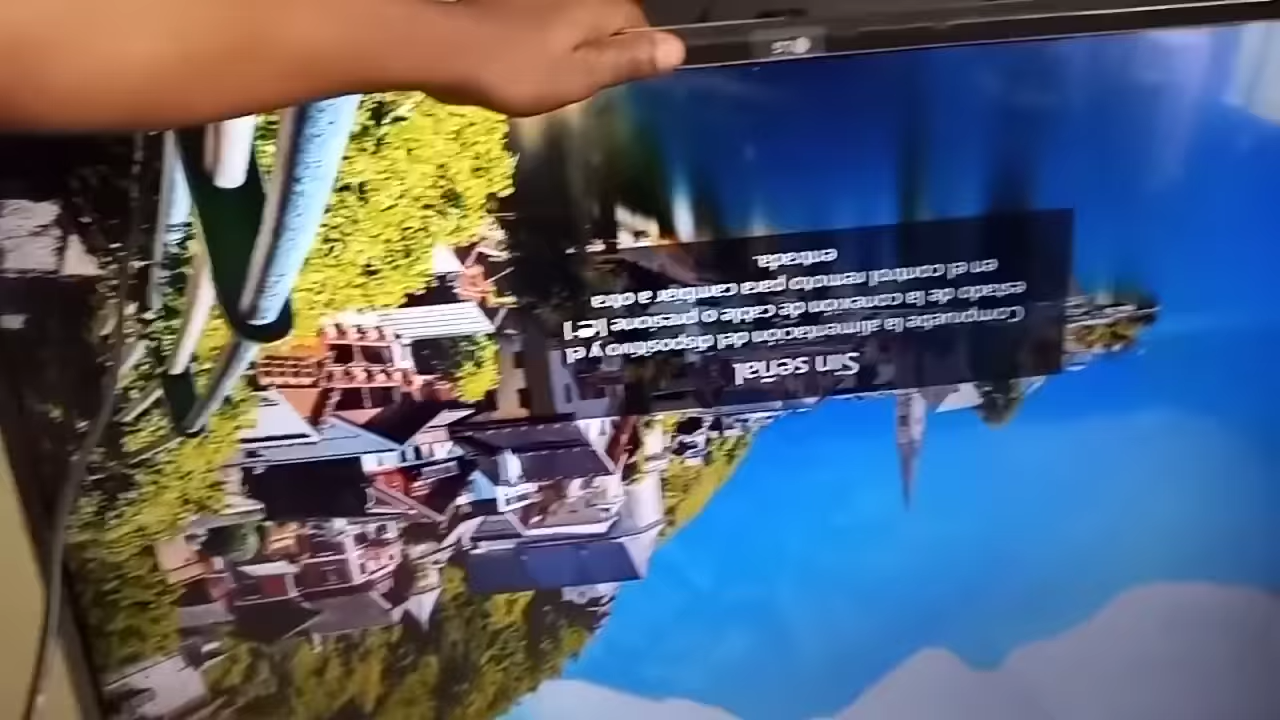 Sin señal
Compruebe la alimentación del dispositivo y el
estado de la conexión de cable o presione
en el control remoto para cambiar a otra
entrada.
LG